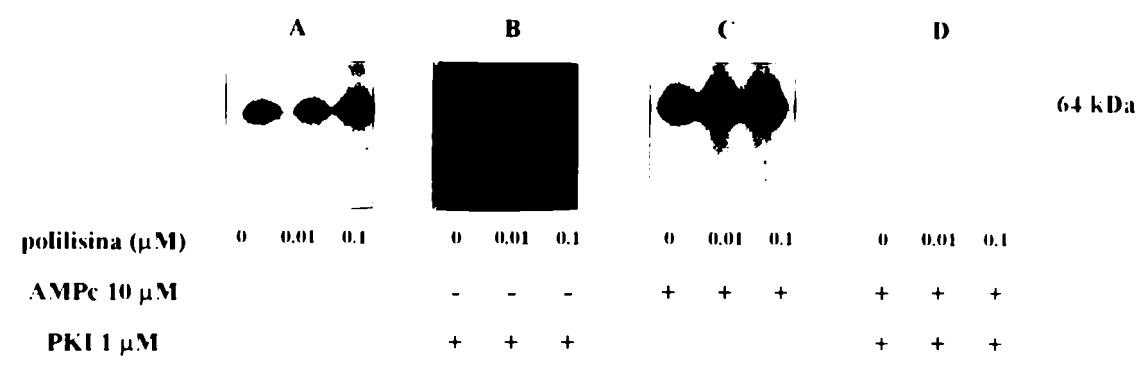 A B C D
64 kDa
polilisina (µM) 0 0.01 0.1 0 0.01 0.1 0 0.01 0.1 0 0.01 0.1
AMPc 10 µM - - - + + + + + +
PKI 1 µM + + + + + +